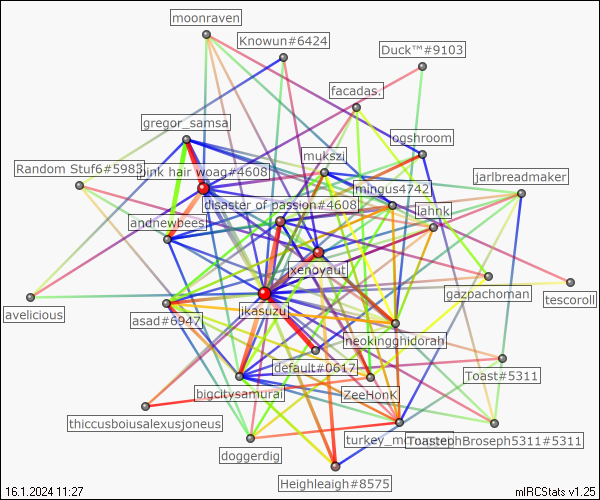 moonraven
Knowun#6424
Duck™#9103
facadas.
gregor_samsa
ogshroom
mukszi
Random Stuf6#5983
pink hair woag#4608
jarlbreadmaker
mingus4742
disaster of passion#4608
lahnk
andnewbees
xenovaut
gazpachoman
tescoroll
avelicious
ikasuzu
asad#6947
neokingghidorah
default#0617
Toast#5311
bigcitysamurai
ZeeHonK
thiccusboiusalexusjoneus
turkey_mc
ToastephBroseph5311#5311
doggerdig
Heighleaigh#8575
16.1.2024 11:27
mIRCStats v1.25